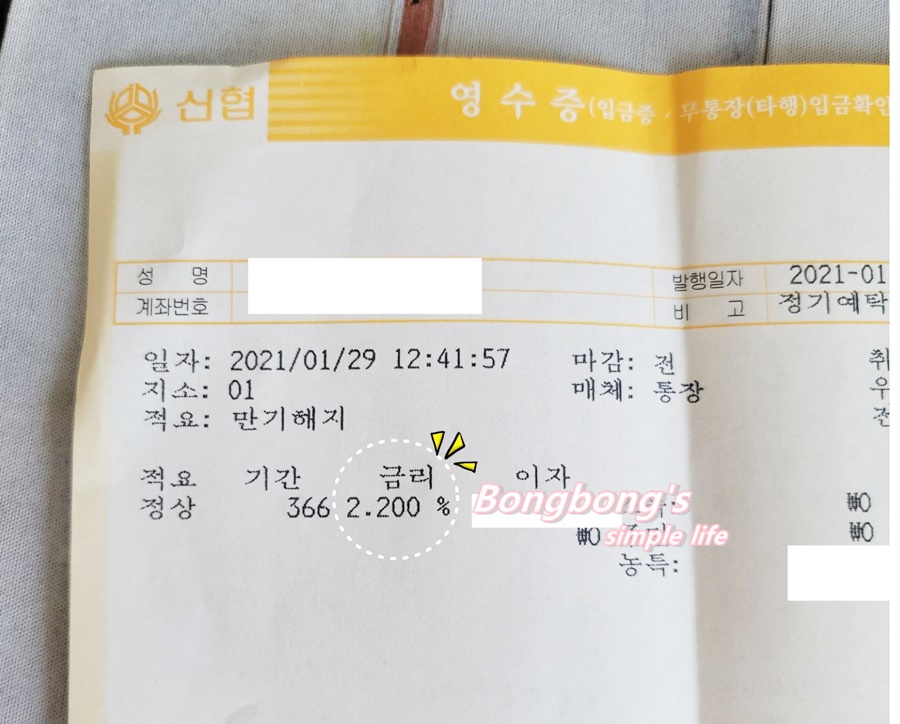 신협
영 수 증 (입금증 · 무통장(타행)입금확인
성 명
발행일자 2021-01
계좌번호
비 고 정기예탁
일자: 2021/01/29 12:41:57 마감: 전 취
지소: 01 매체: 통장 우
적요: 만기해지 전
적요 기간 금리 이자
정상 366 2.200 % ₩0
Bongbong's
₩0 ₩0
simple life
농특: